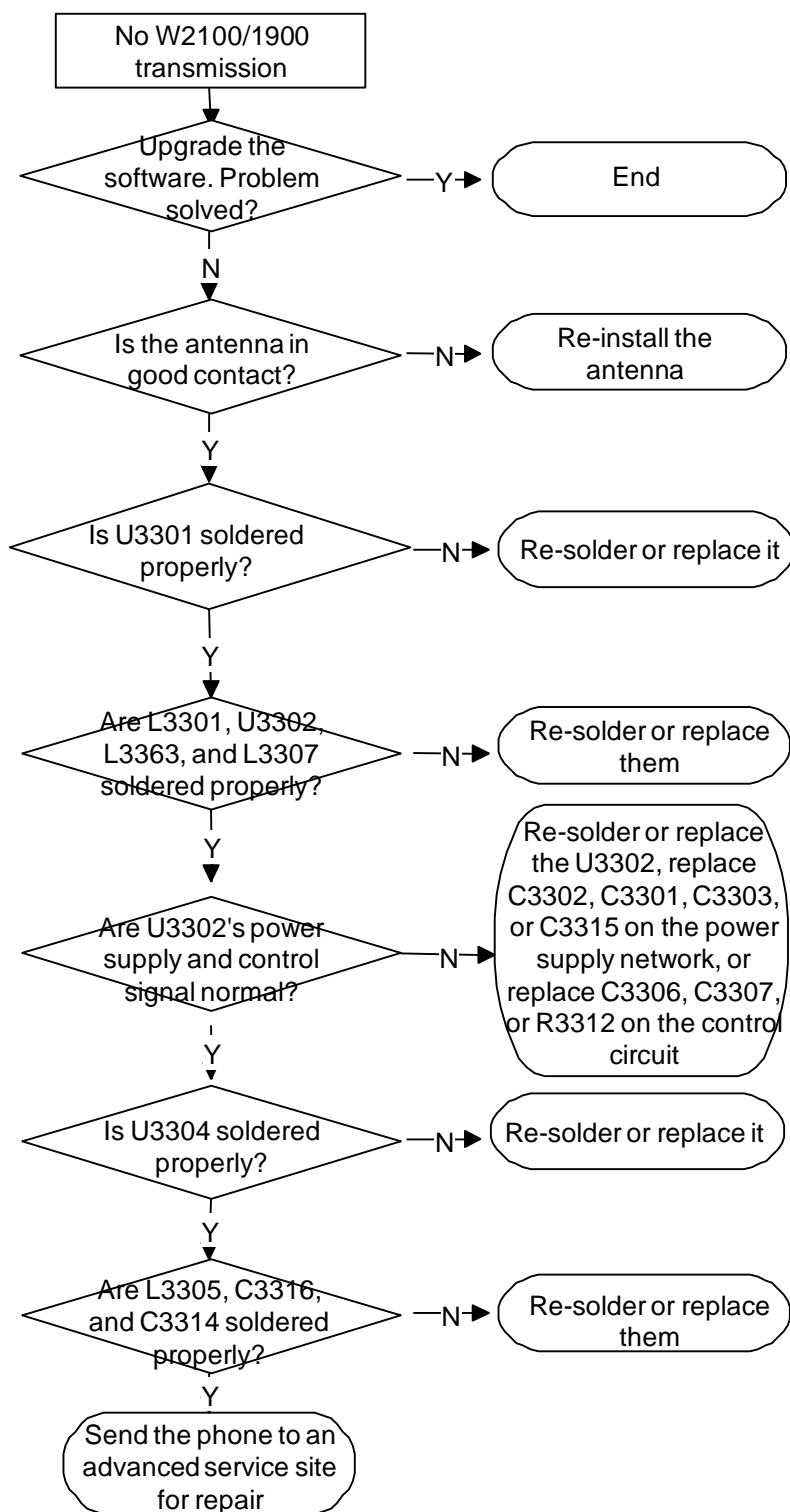 No W2100/1900
transmission
Upgrade the
software. Problem
solved?
Y
End
N
Is the antenna in
good contact?
N
Re-install the
antenna
Y
Is U3301 soldered
properly?
N
Re-solder or replace it
Y
Are L3301, U3302,
L3363, and L3307
soldered properly?
N
Re-solder or replace
them
Y
Are U3302's power
supply and control
signal normal?
N
Re-solder or replace
the U3302, replace
C3302, C3301, C3303,
or C3315 on the power
supply network, or
replace C3306, C3307,
or R3312 on the control
circuit
Y
Is U3304 soldered
properly?
N
Re-solder or replace it
Y
Are L3305, C3316,
and C3314 soldered
properly?
N
Re-solder or replace
them
Y
Send the phone to an
advanced service site
for repair